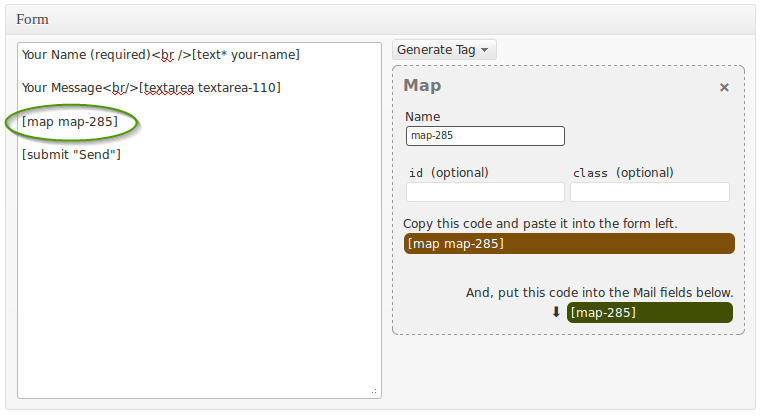 Form
Your Name (required)<br />[text* your-name]
Your Message<br/>[textarea textarea-110]
[map map-285]
[submit "Send"]
Generate Tag
Map ×
Name
map-285
id (optional) class (optional)
Copy this code and paste it into the form left.
[map map-285]
And, put this code into the Mail fields below.
⬇ [map-285]